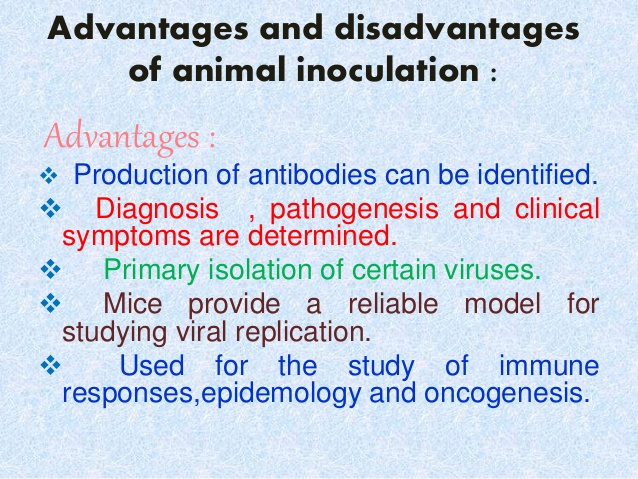 Advantages and disadvantages
of animal inoculation :
Advantages :
❖ Production of antibodies can be identified.
❖ Diagnosis , pathogenesis and clinical
symptoms are determined.
❖ Primary isolation of certain viruses.
❖ Mice provide a reliable model for
studying viral replication.
❖ Used for the study of immune
responses,epidemology and oncogenesis.